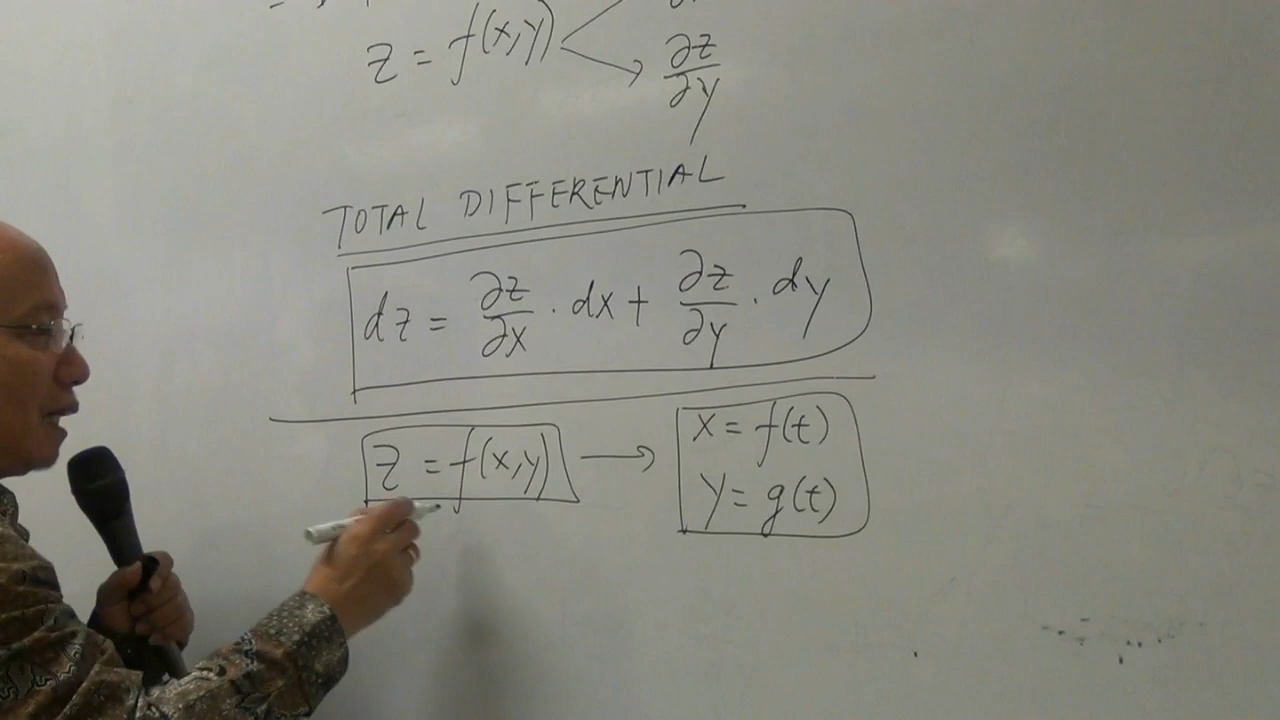 z = f(x,y)
∂z/∂y
TOTAL DIFFERENTIAL
dz = ∂z/∂x . dx + ∂z/∂y . dy
z = f(x,y) → x = f(t)
y = g(t)